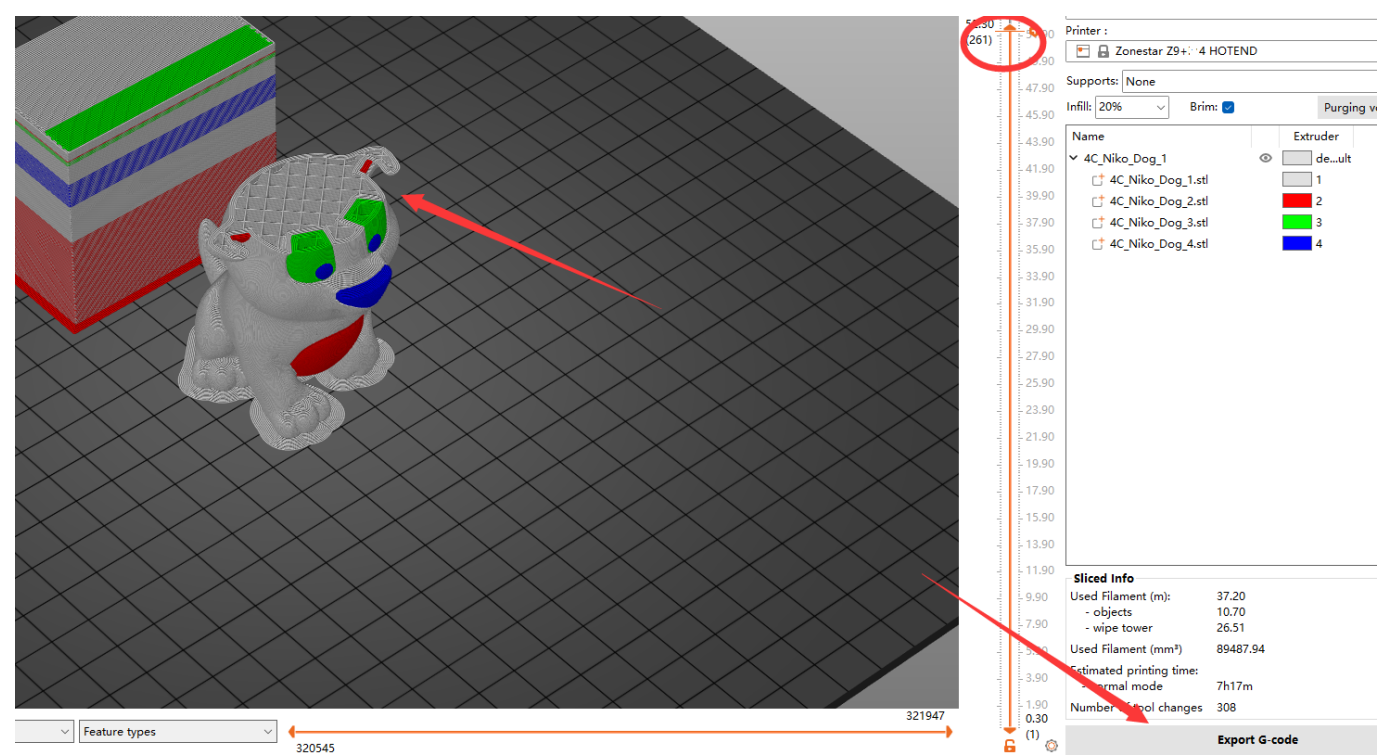 (261)
47.90
45.90
43.90
41.90
39.90
37.90
35.90
33.90
31.90
29.90
27.90
25.90
23.90
21.90
19.90
17.90
15.90
13.90
11.90
9.90
7.90
3.90
1.90
0.30
(1)
Printer :
Zonestar Z9+ 4 HOTEND
Supports: None
Infill: 20% Brim: Purging
Name Extruder
4C_Niko_Dog_1 de...ult
4C_Niko_Dog_1.stl 1
4C_Niko_Dog_2.stl 2
4C_Niko_Dog_3.stl 3
4C_Niko_Dog_4.stl 4
Sliced Info
Used Filament (m): 37.20
- objects 10.70
- wipe tower 26.51
Used Filament (mm³) 89487.94
Estimated printing time:
- normal mode 7h17m
Number of tool changes 308
Export G-code
Feature types
320545
321947